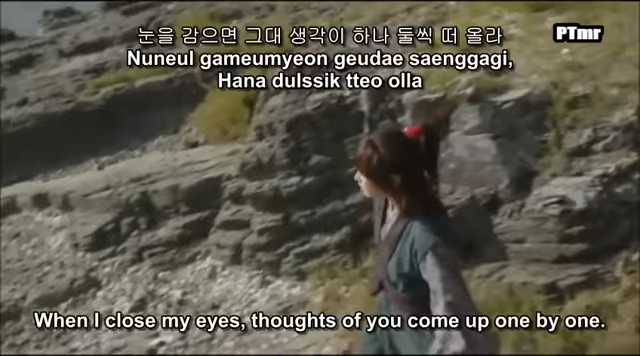 눈을 감으면 그대 생각이 하나 둘씩 떠 올라
PTmr
Nuneul gameumyeon geudae saenggagi,
Hana dulssik tteo olla
When I close my eyes, thoughts of you come up one by one.